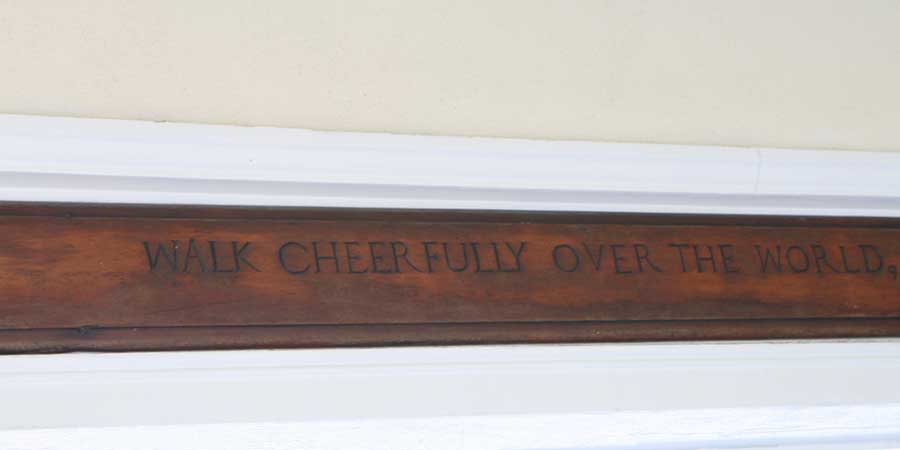 WALK CHEERFULLY OVER THE WORLD,